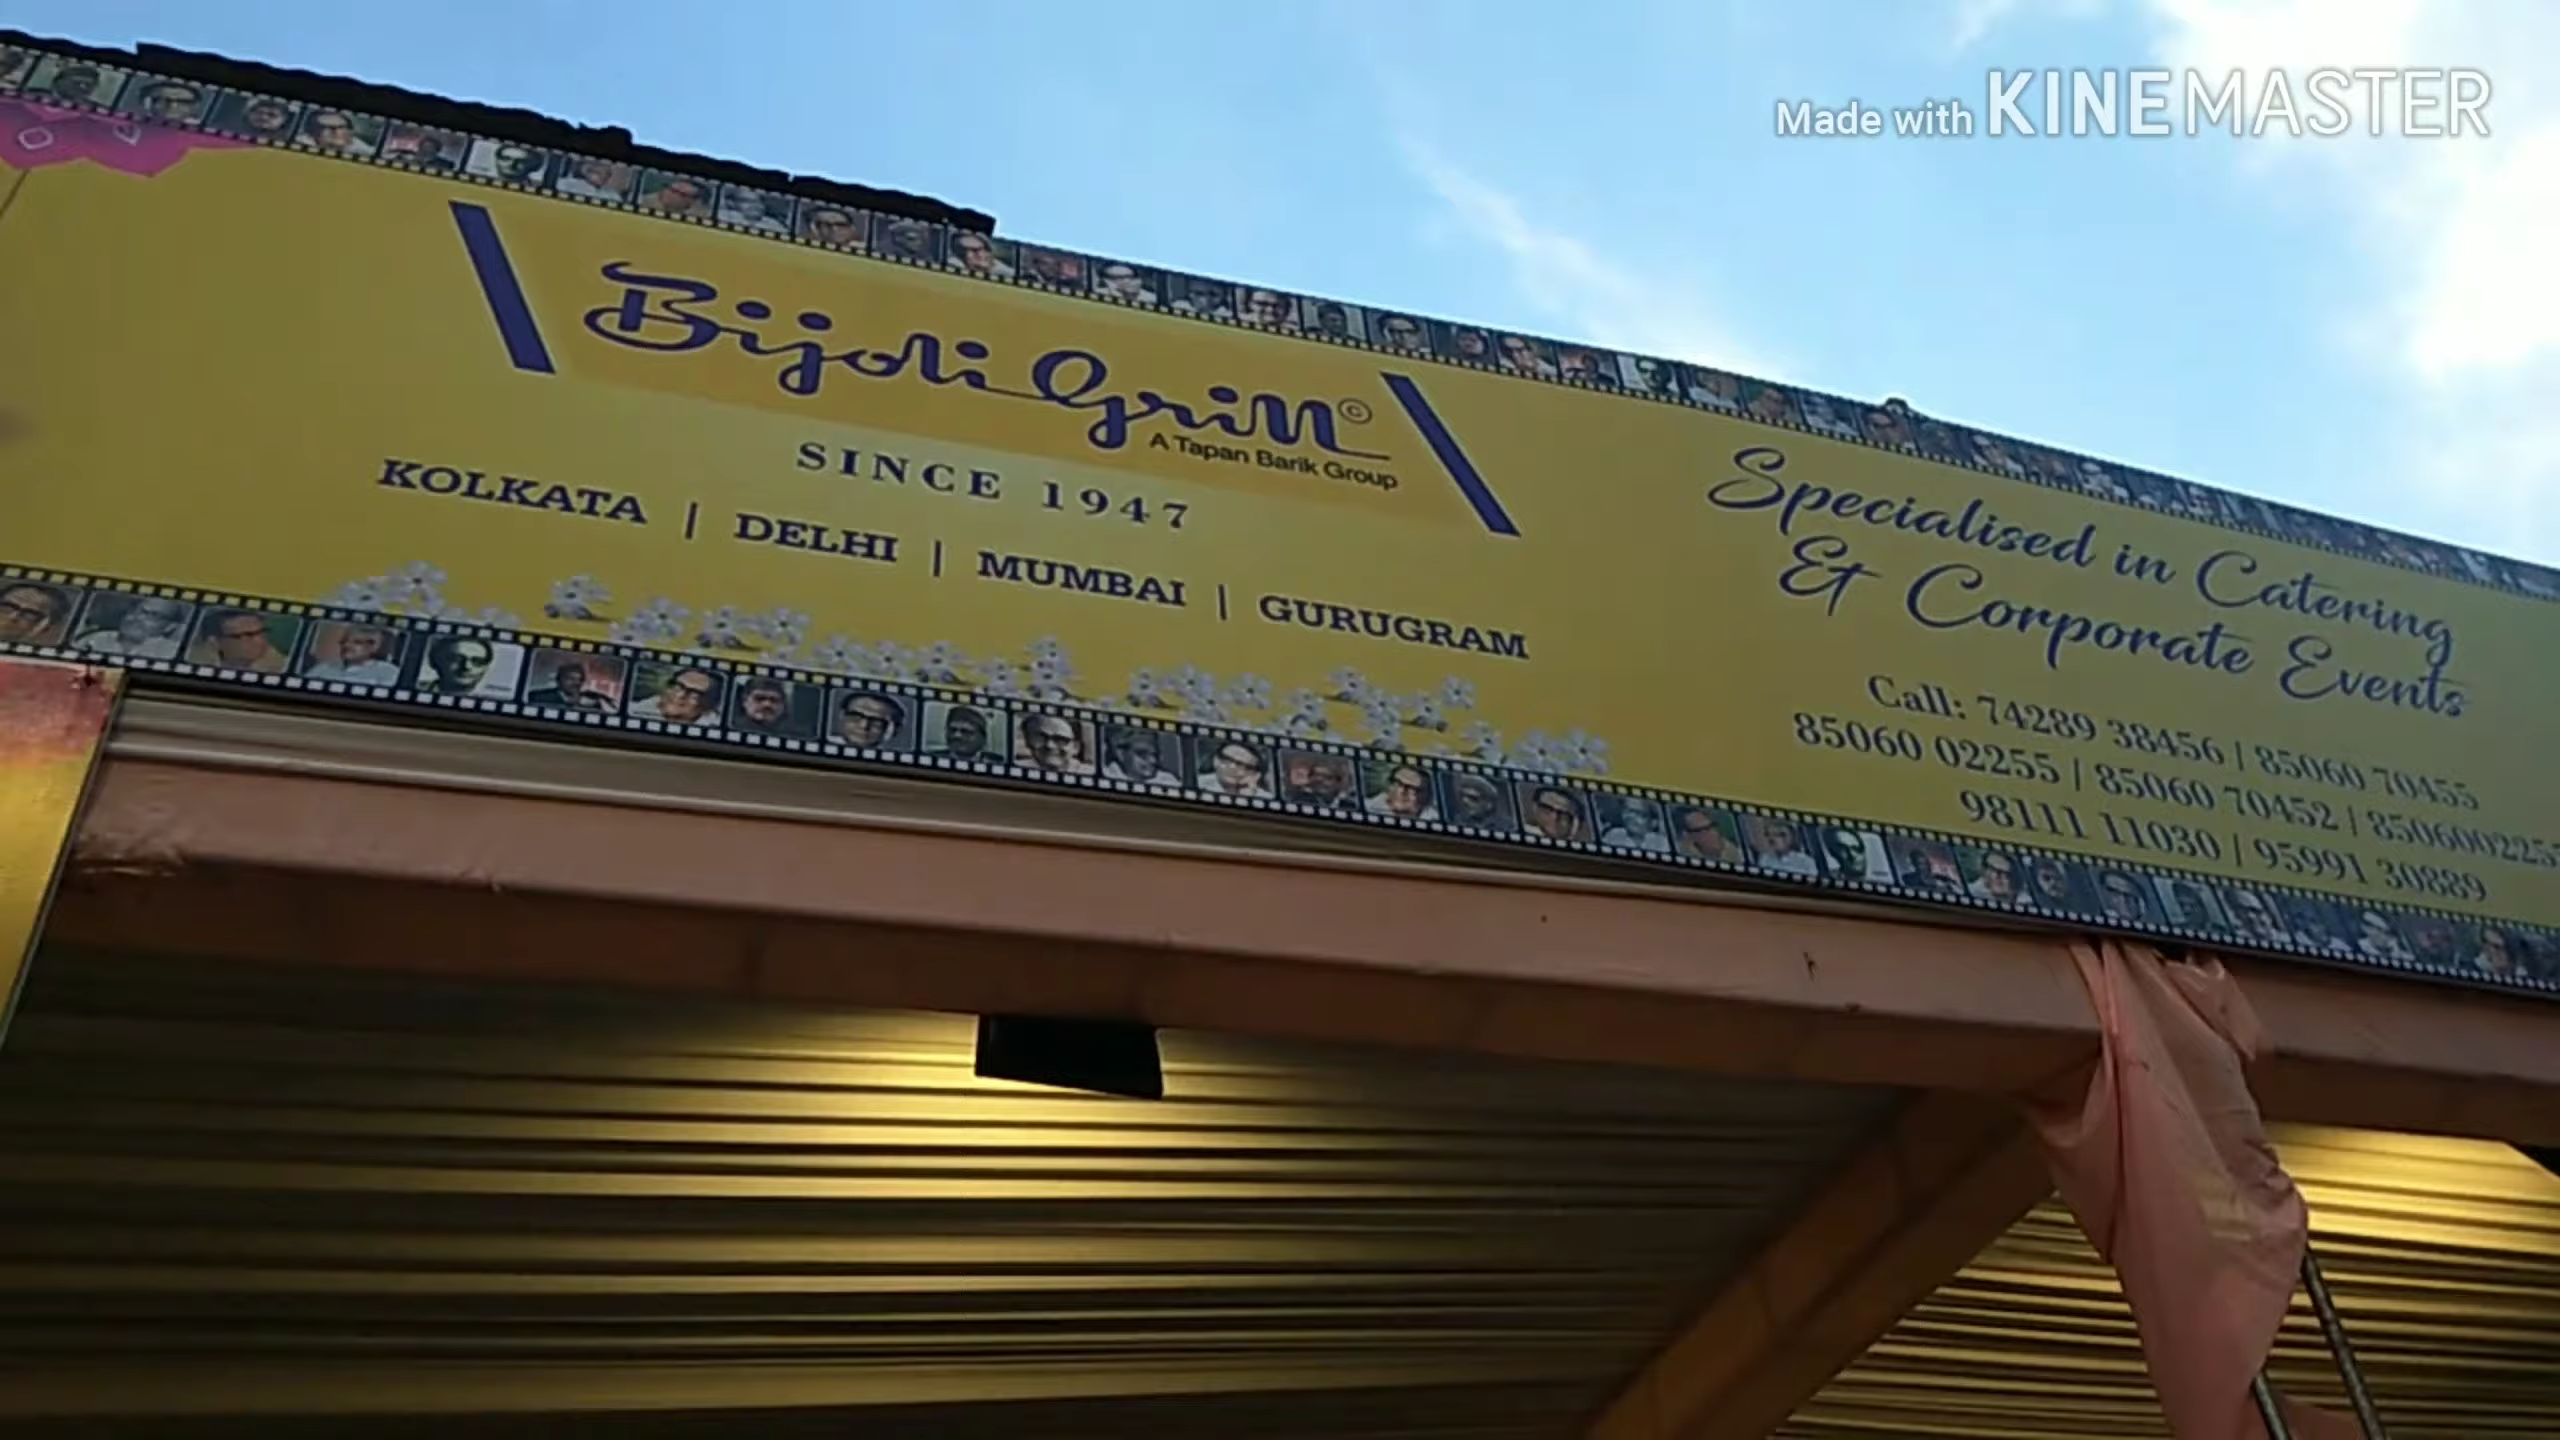 Made with KINEMASTER
Bijoli Grill ©
A Tapan Barik Group
SINCE 1947
KOLKATA | DELHI | MUMBAI | GURUGRAM
Specialised in Catering
& Corporate Events
Call: 74289 38456 / 85060 70455
85060 02255 / 85060 70452 / 8506002255
98111 11030 / 95991 30889